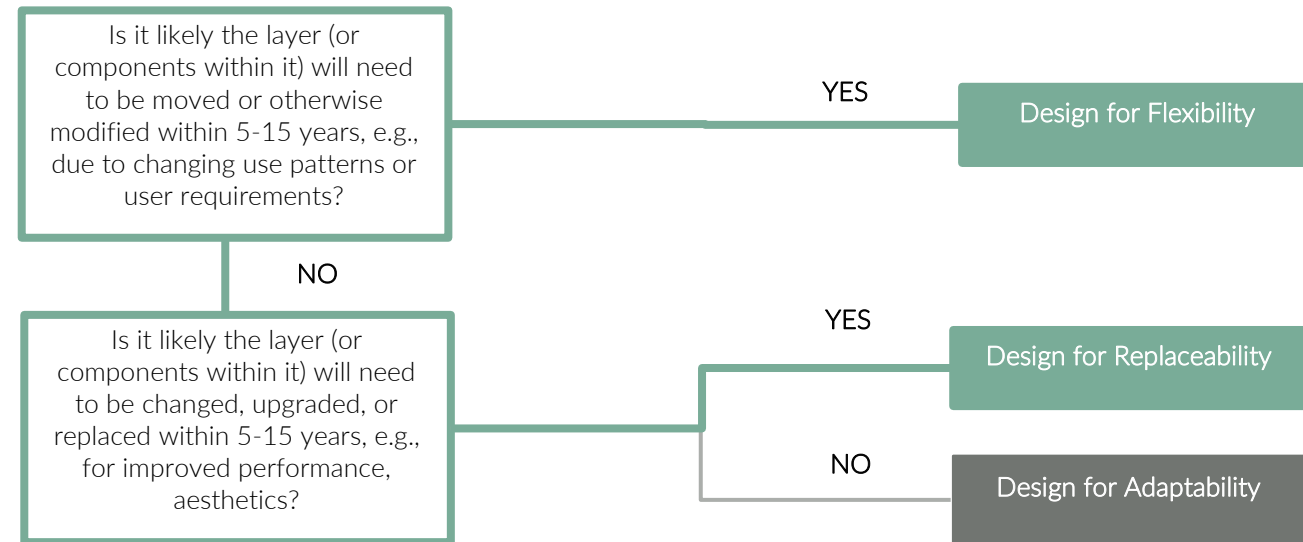 Is it likely the layer (or
components within it) will need
to be moved or otherwise
modified within 5-15 years, e.g.,
due to changing use patterns or
user requirements?
YES
Design for Flexibility
NO
Is it likely the layer (or
components within it) will need
to be changed, upgraded, or
replaced within 5-15 years, e.g.,
for improved performance,
aesthetics?
YES
Design for Replaceability
NO
Design for Adaptability